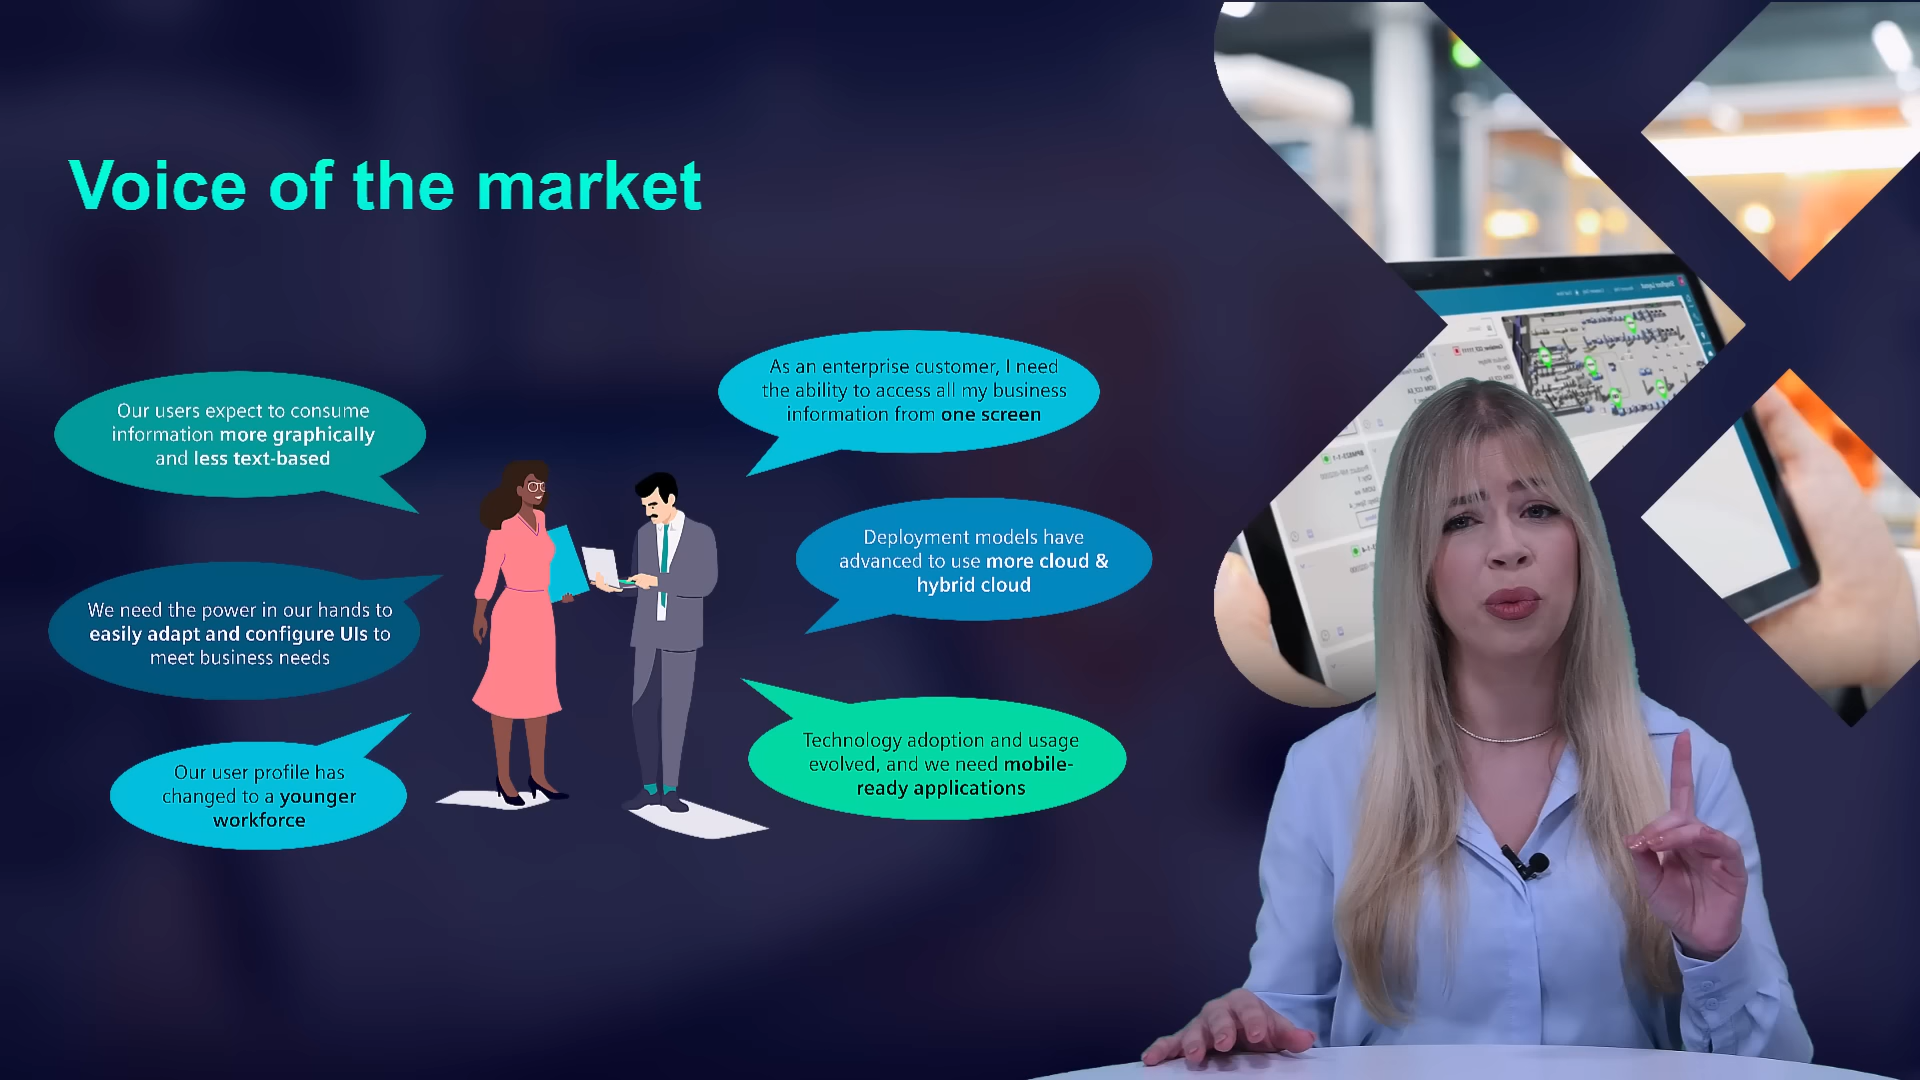 Voice of the market
Our users expect to consume
information more graphically
and less text-based
We need the power in our hands to
easily adapt and configure UIs to
meet business needs
Our user profile has
changed to a younger
workforce
As an enterprise customer, I need
the ability to access all my business
information from one screen
Deployment models have
advanced to use more cloud &
hybrid cloud
Technology adoption and usage
evolved, and we need mobile-
ready applications